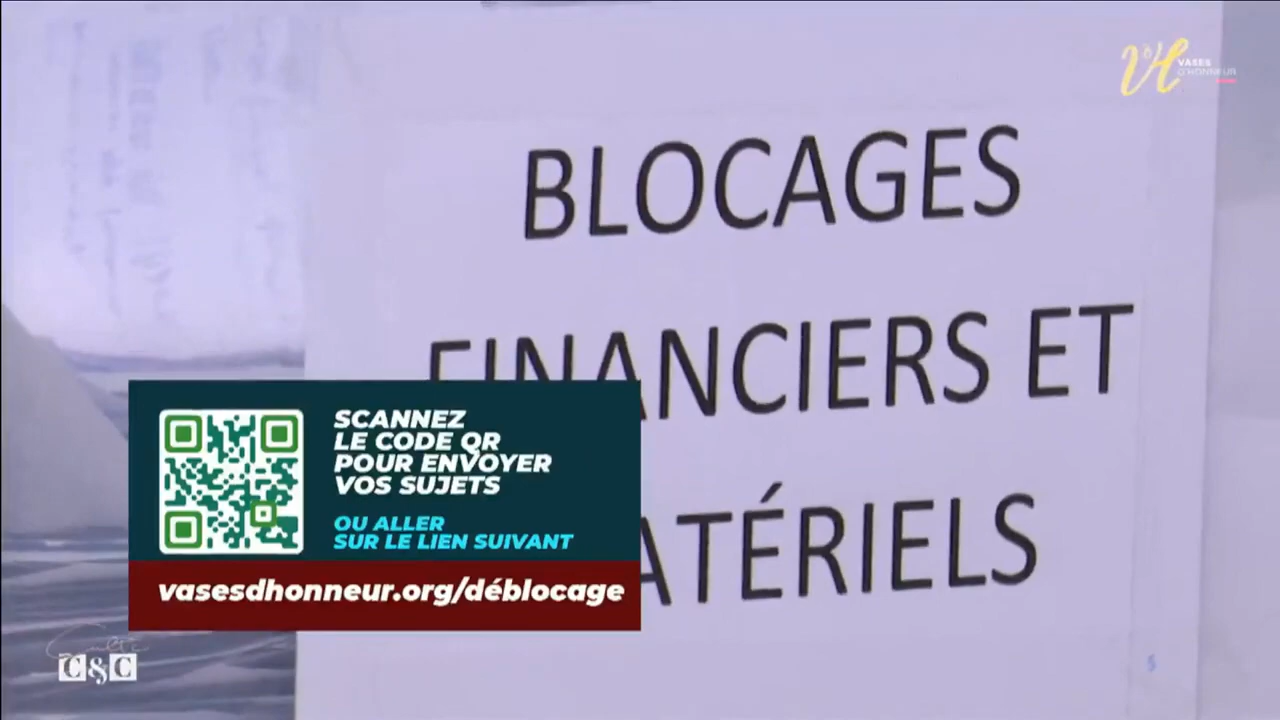 VASES
D'HONNEUR
BLOCAGES
FINANCIERS ET
ATÉRIELS
SCANNEZ
LE CODE QR
POUR ENVOYER
VOS SUJETS
OU ALLER
SUR LE LIEN SUIVANT
vasesdhonneur.org/déblocage
Culte
C&C